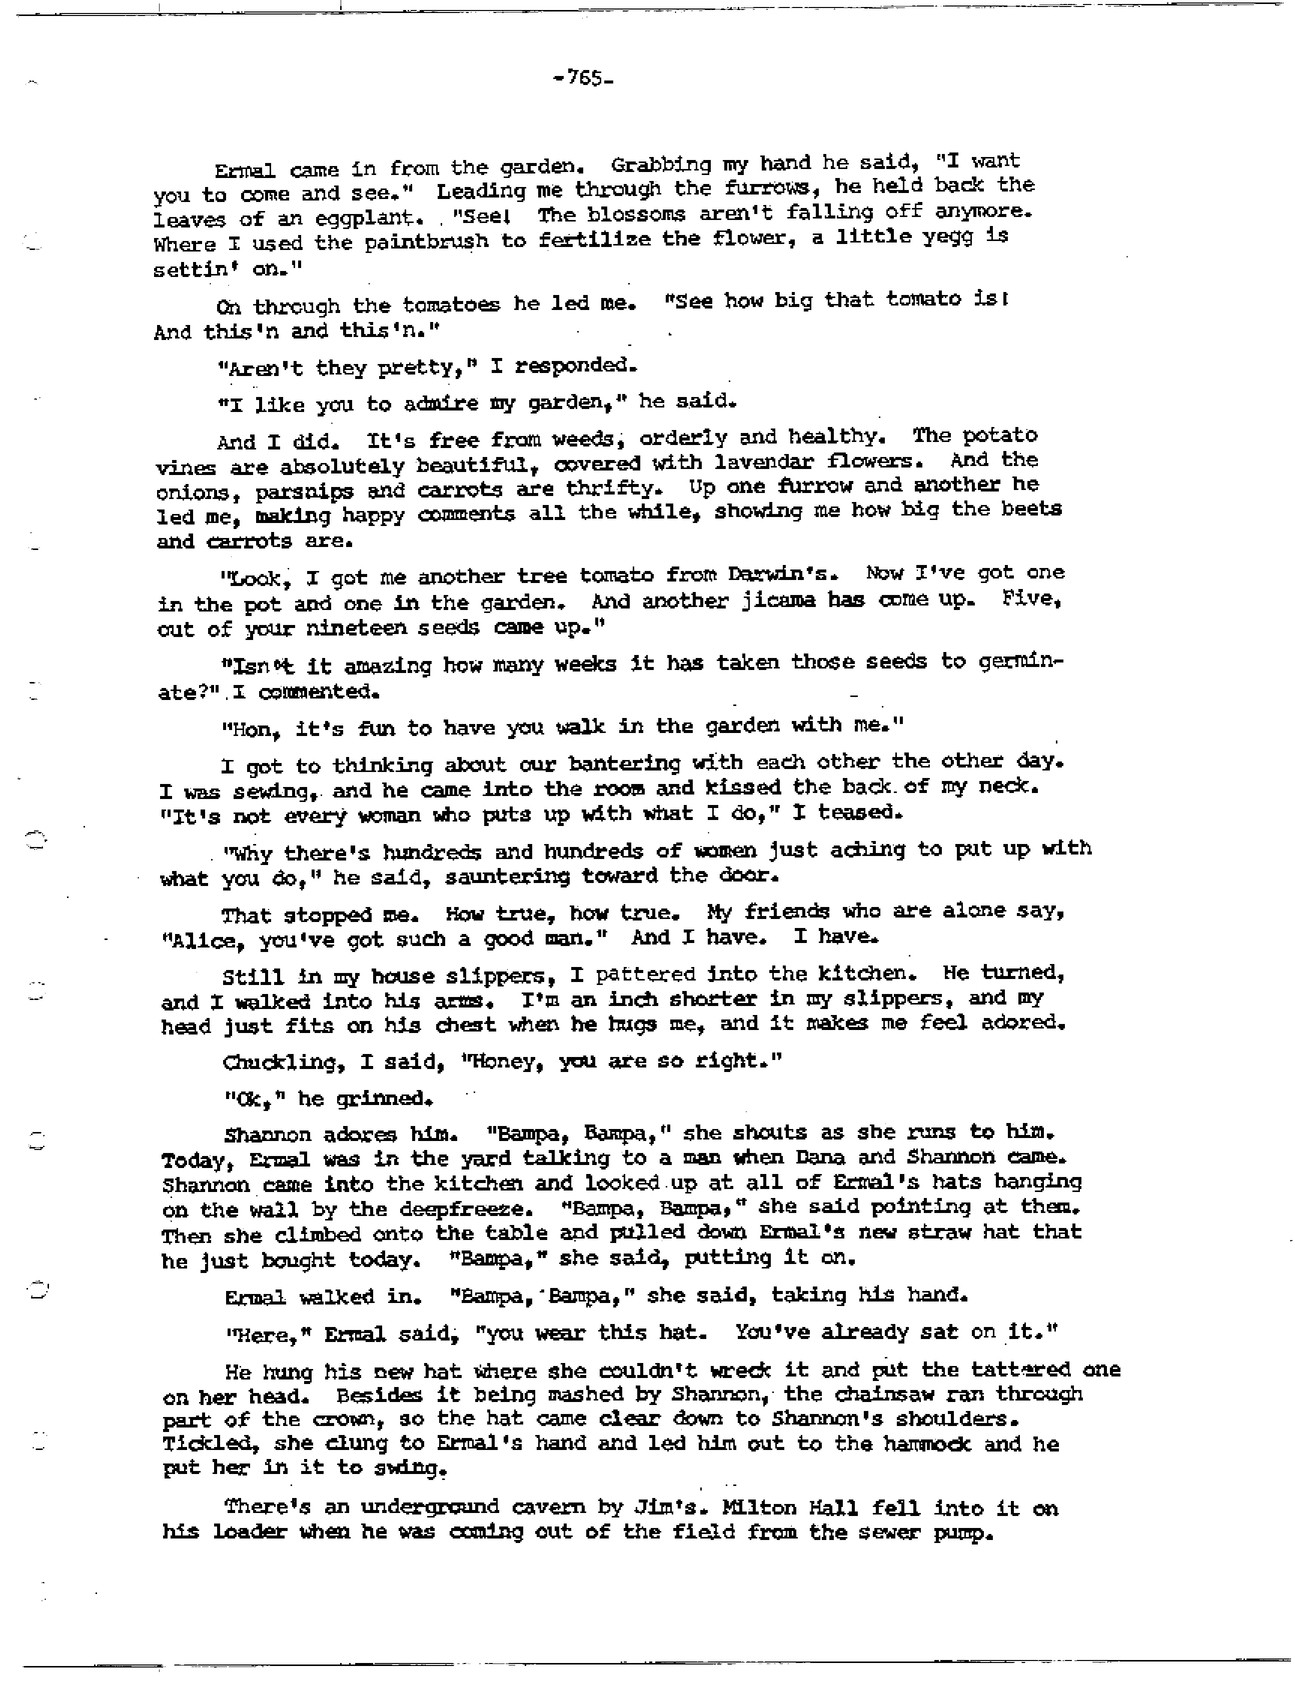 -765-
Ermal came in from the garden. Grabbing my hand he said, "I want
you to come and see." Leading me through the furrows, he held back the
leaves of an eggplant. "See! The blossoms aren't falling off anymore.
Where I used the paintbrush to fertilize the flower, a little yegg is
settin' on."
On through the tomatoes he led me. "See how big that tomato is!
And this'n and this'n."
"Aren't they pretty," I responded.
"I like you to admire my garden," he said.
And I did. It's free from weeds, orderly and healthy. The potato
vines are absolutely beautiful, covered with lavendar flowers. And the
onions, parsnips and carrots are thrifty. Up one furrow and another he
led me, making happy comments all the while, showing me how big the beets
and carrots are.
"Look, I got me another tree tomato from Darwin's. Now I've got one
in the pot and one in the garden. And another jicama has come up. Five,
out of your nineteen seeds came up."
"Isn't it amazing how many weeks it has taken those seeds to germin-
ate?" I commented.
"Hon, it's fun to have you walk in the garden with me."
I got to thinking about our bantering with each other the other day.
I was sewing, and he came into the room and kissed the back of my neck.
"It's not every woman who puts up with what I do," I teased.
"Why there's hundreds and hundreds of women just aching to put up with
what you do," he said, sauntering toward the door.
That stopped me. How true, how true. My friends who are alone say,
"Alice, you've got such a good man." And I have. I have.
Still in my house slippers, I pattered into the kitchen. He turned,
and I walked into his arms. I'm an inch shorter in my slippers, and my
head just fits on his chest when he hugs me, and it makes me feel adored.
Chuckling, I said, "Honey, you are so right."
"Ok," he grinned.
Shannon adores him. "Bampa, Bampa," she shouts as she runs to him.
Today, Ermal was in the yard talking to a man when Dana and Shannon came.
Shannon came into the kitchen and looked up at all of Ermal's hats hanging
on the wall by the deepfreeze. "Bampa, Bampa," she said pointing at them.
Then she climbed onto the table and pulled down Ermal's new straw hat that
he just bought today. "Bampa," she said, putting it on.
Ermal walked in. "Bampa, Bampa," she said, taking his hand.
"Here," Ermal said, "you wear this hat. You've already sat on it."
He hung his new hat where she couldn't wreck it and put the tattered one
on her head. Besides it being mashed by Shannon, the chainsaw ran through
part of the crown, so the hat came clear down to Shannon's shoulders.
Tickled, she clung to Ermal's hand and led him out to the hammock and he
put her in it to swing.
There's an underground cavern by Jim's. Milton Hall fell into it on
his loader when he was coming out of the field from the sewer pump.